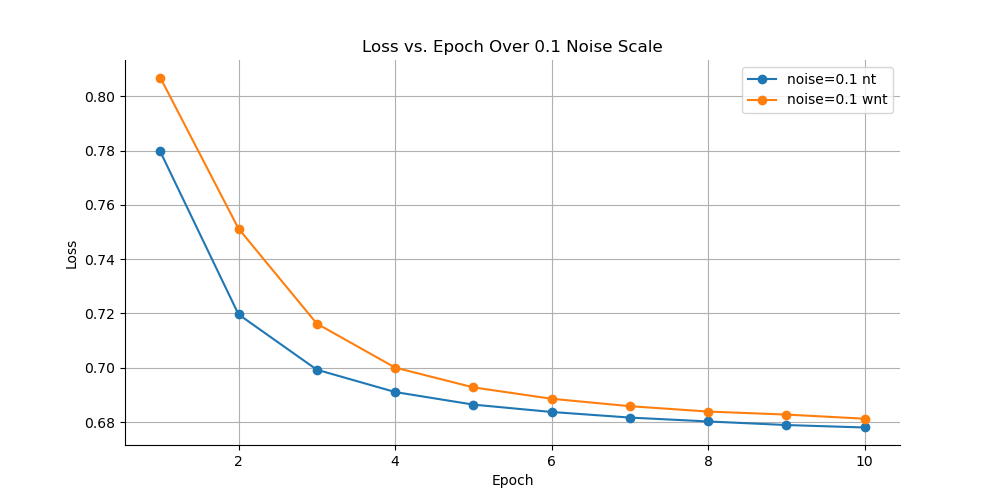 Loss vs. Epoch Over 0.1 Noise Scale
noise=0.1 nt
noise=0.1 wnt
0.80
0.78
0.76
0.74
0.72
0.70
0.68
Loss
2 4 6 8 10
Epoch